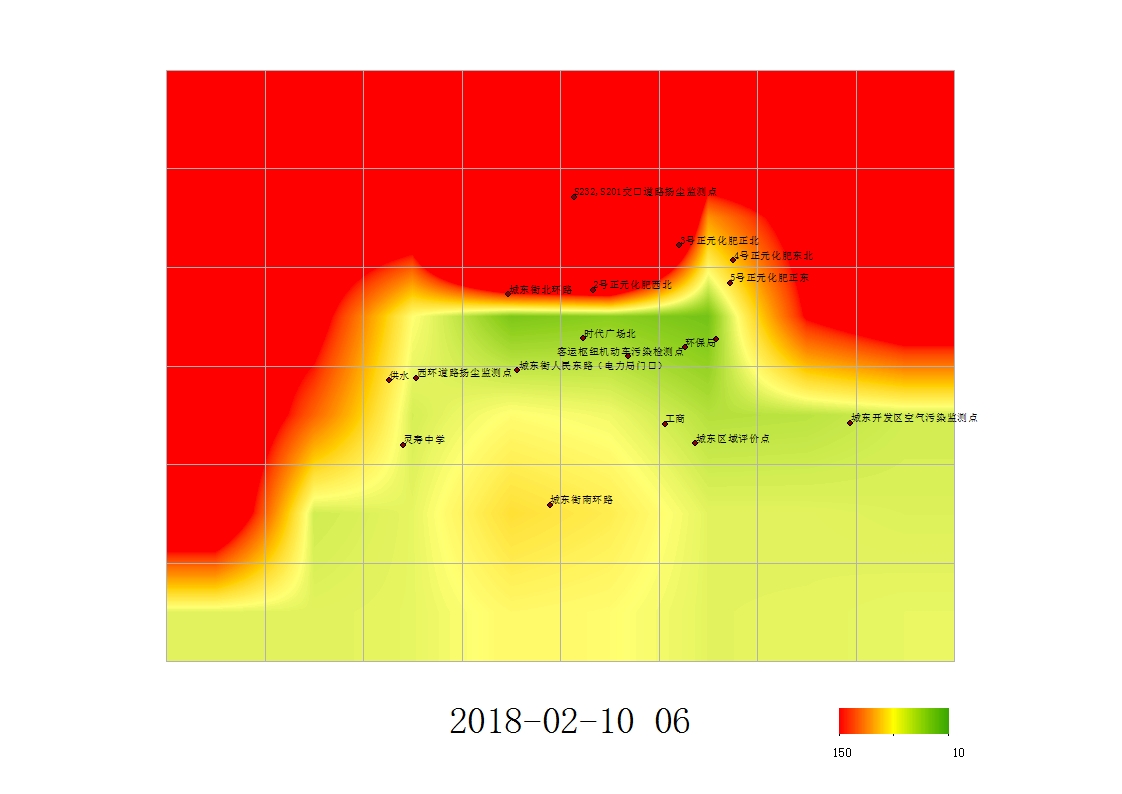 S232,S201交口道路扬尘监测点
3号正元化肥正北
4号正元化肥东北
5号正元化肥正东
2号正元化肥西北
城东街北环路
时代广场北
环保局
客运枢纽机动车污染检测点
城东街人民东路（电力局门口）
西环道路扬尘监测点
供水
城东开发区空气污染监测点
工商
城东区域评价点
灵寿中学
城东街南环路
2018-02-10 06
150 10